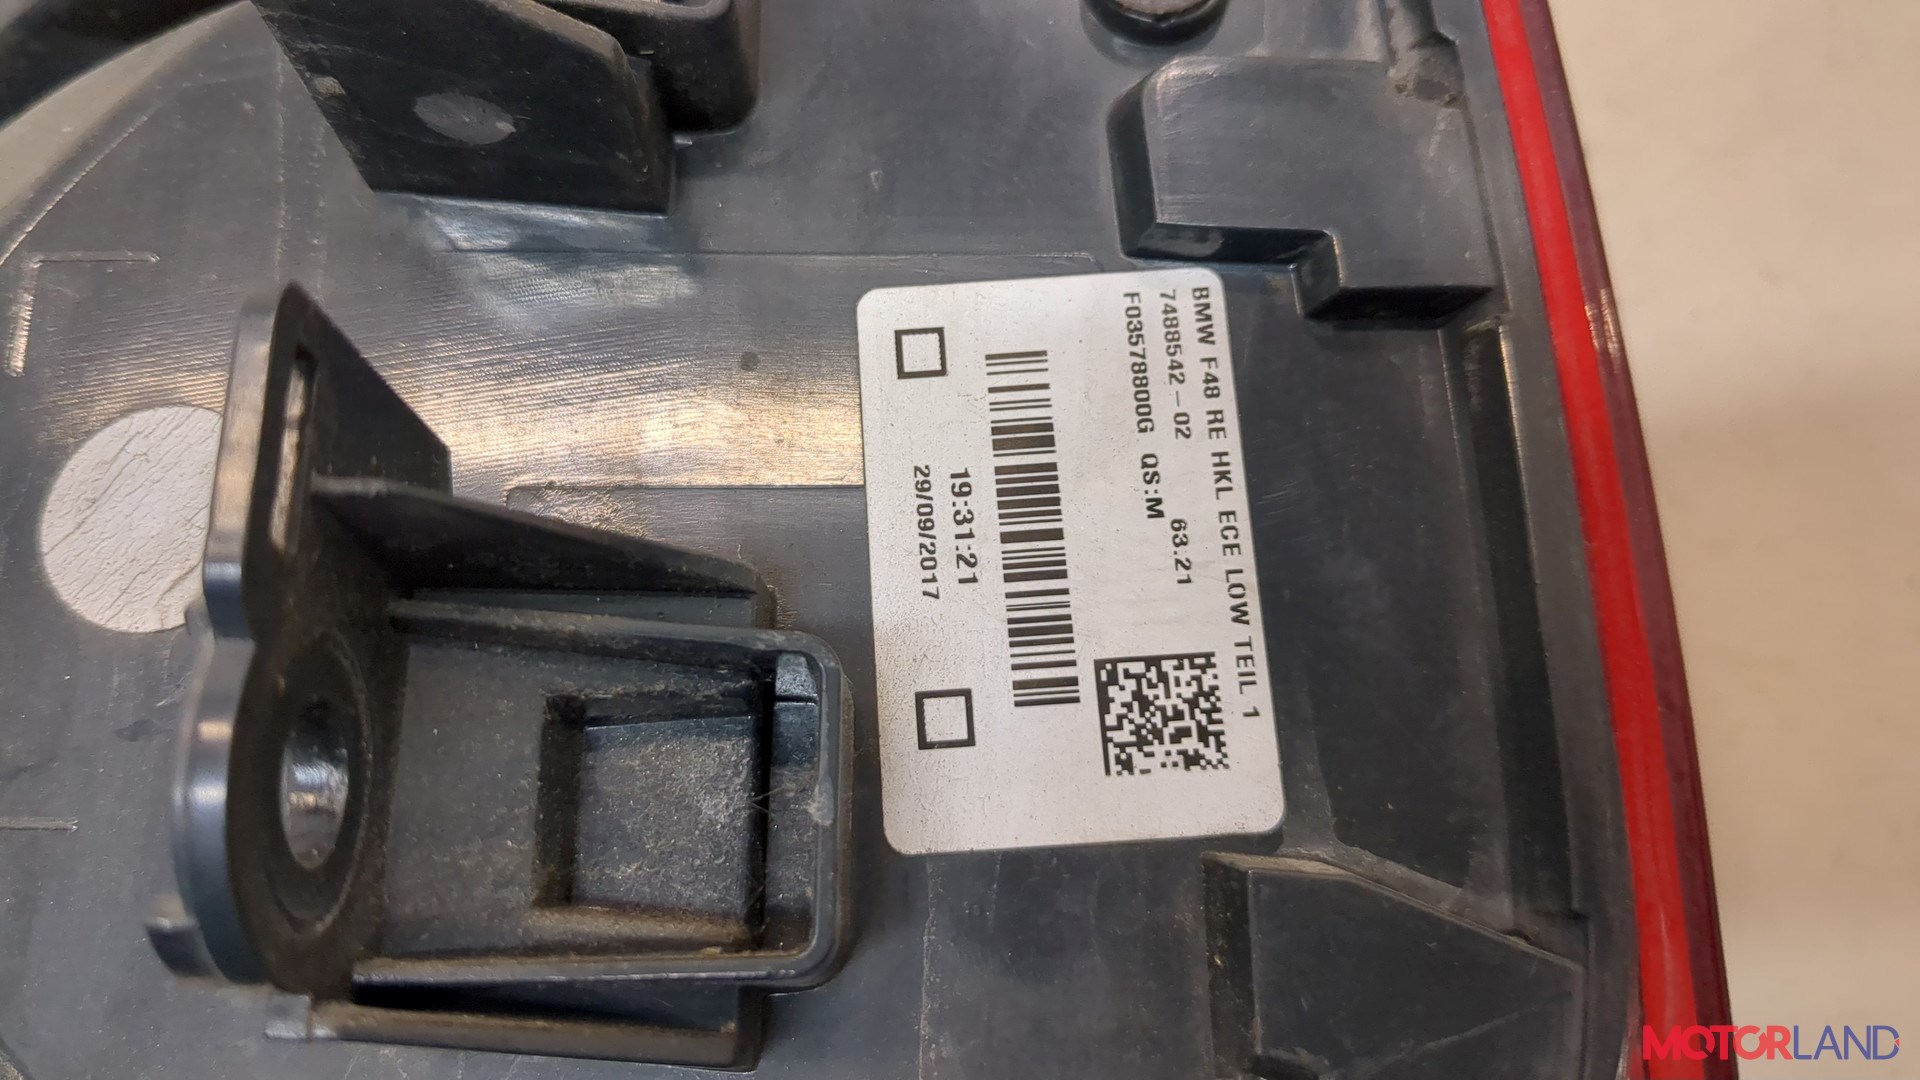 BMW F48 RE HKL ECE LOW TEIL 1
7488542-02 63.21
F035788000G QS:M
19:31:21
29/09/2017
MOTORLAND